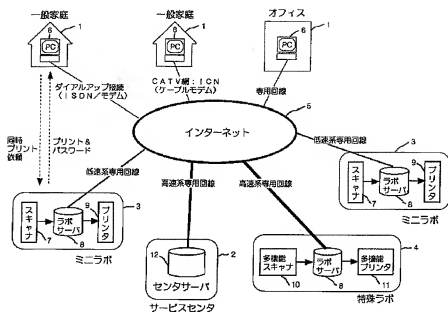 一般家庭
一般家庭
オフィス
6
1
6
1
6
1
PC
PC
PC
ダイアルアップ接続
(ISDN/モデム)
CATV網:ICN
(ケーブルモデム)
専用回線
5
同時
プリント
依頼
プリント&
パスワード
インターネット
低速系専用回線
3
低速系専用回線
高速系専用回線
高速系専用回線
スキャナ
ラボ
サーバ
プリンタ
9
7
8
ミニラボ
3
スキャナ
ラボ
サーバ
プリンタ
9
7
8
ミニラボ
12
2
センタサーバ
サービスセンタ
4
多機能
スキャナ
ラボ
サーバ
多機能
プリンタ
10
8
11
特殊ラボ